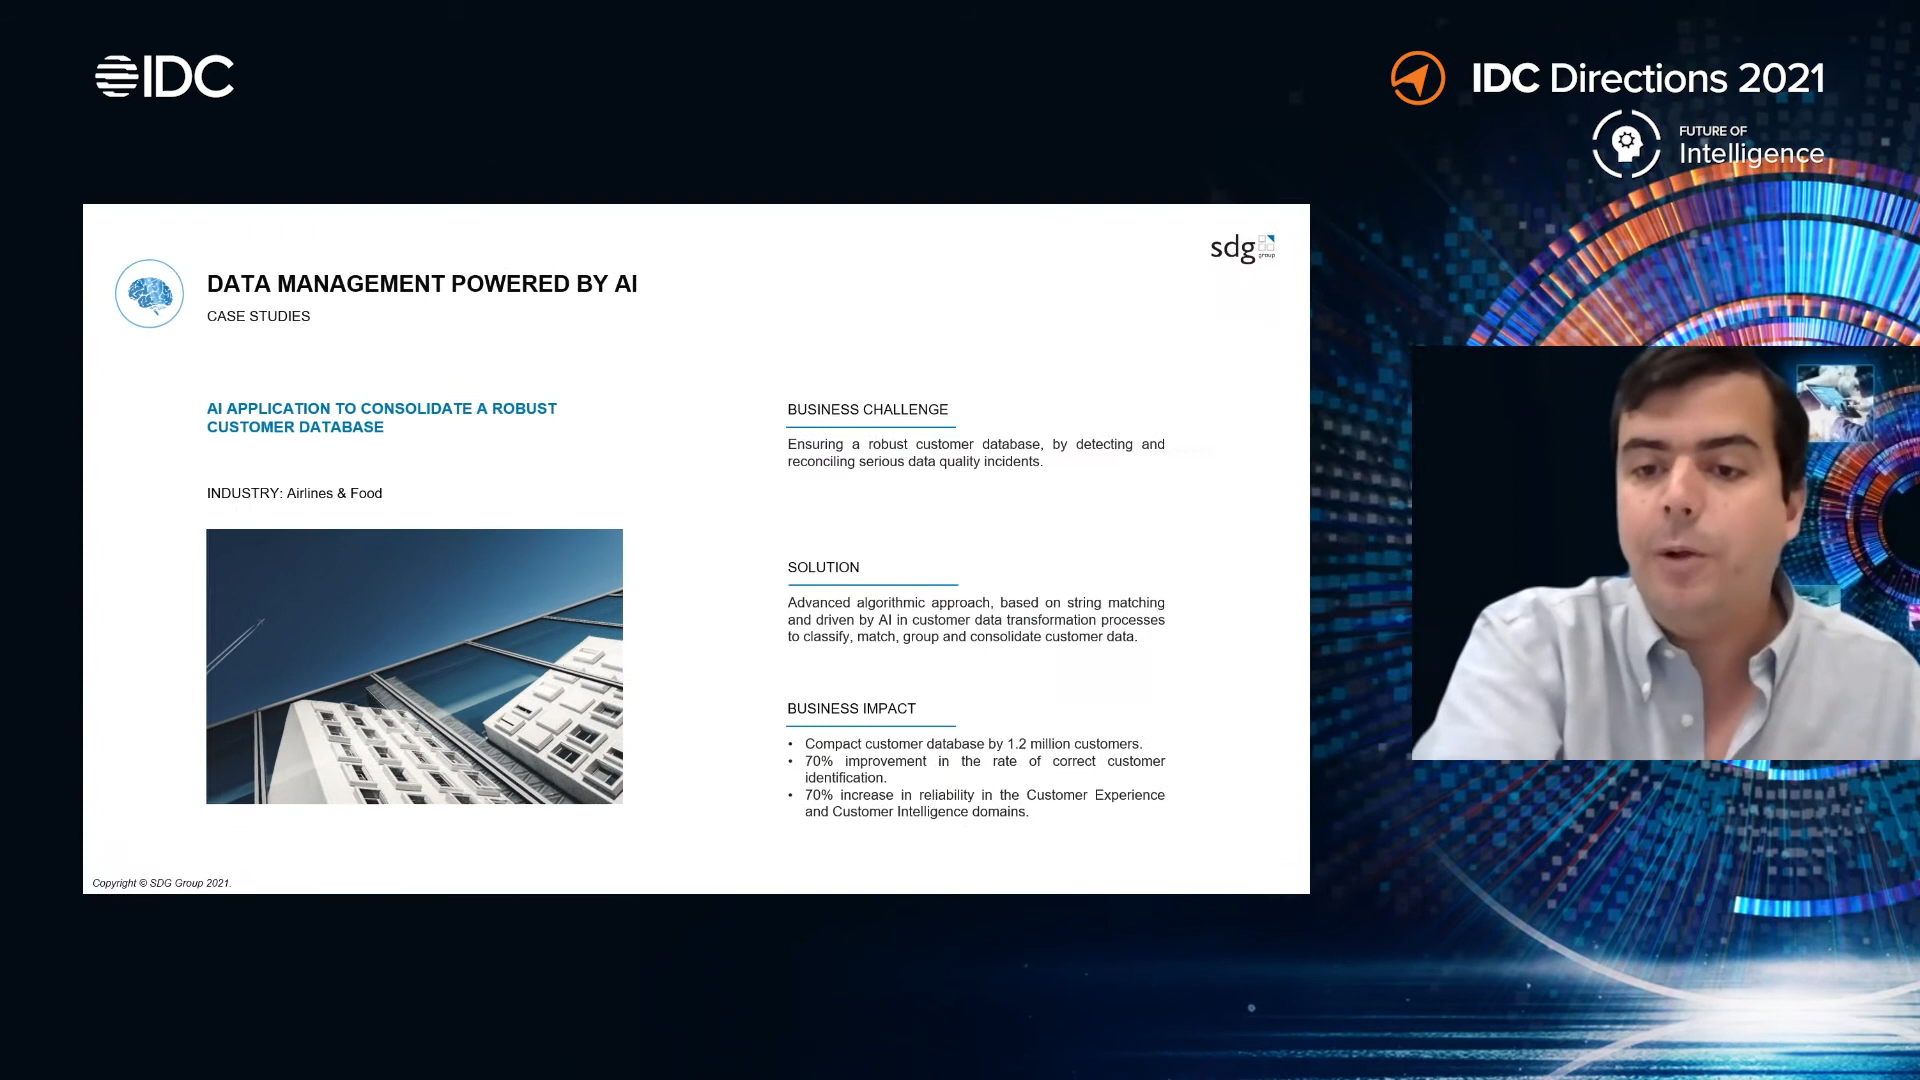 IDC
IDC Directions 2021
FUTURE OF
Intelligence
sdg
group
DATA MANAGEMENT POWERED BY AI
CASE STUDIES
AI APPLICATION TO CONSOLIDATE A ROBUST
CUSTOMER DATABASE
INDUSTRY: Airlines & Food
BUSINESS CHALLENGE
Ensuring a robust customer database, by detecting and
reconciling serious data quality incidents.
SOLUTION
Advanced algorithmic approach, based on string matching
and driven by AI in customer data transformation processes
to classify, match, group and consolidate customer data.
BUSINESS IMPACT
• Compact customer database by 1.2 million customers.
• 70% improvement in the rate of correct customer
identification.
• 70% increase in reliability in the Customer Experience
and Customer Intelligence domains.
Copyright © SDG Group 2021.